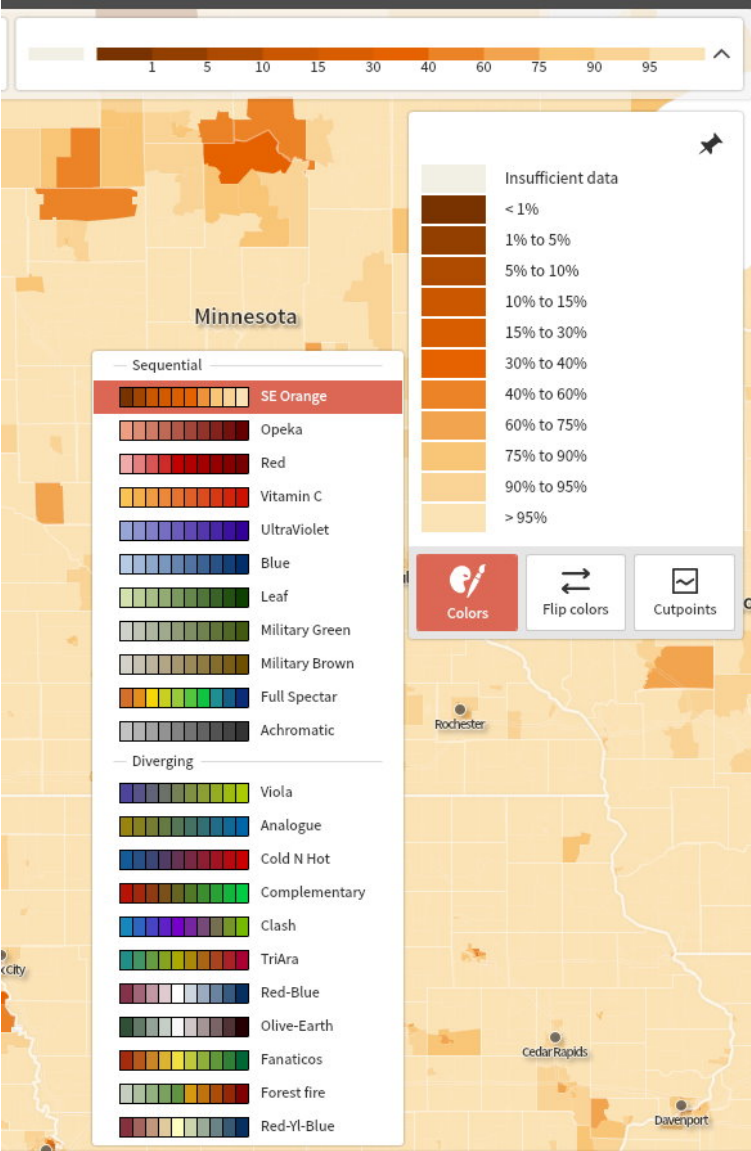 1 5 10 15 30 40 60 75 90 95
Insufficient data
< 1%
1% to 5%
5% to 10%
10% to 15%
15% to 30%
30% to 40%
40% to 60%
60% to 75%
75% to 90%
90% to 95%
> 95%
Colors
Flip colors
Cutpoints
Minnesota
Sequential
SE Orange
Opeka
Red
Vitamin C
UltraViolet
Blue
Leaf
Military Green
Military Brown
Full Spectar
Achromatic
Diverging
Viola
Analogue
Cold N Hot
Complementary
Clash
TriAra
Red-Blue
Olive-Earth
Fanaticos
Forest fire
Red-Yl-Blue
Rochester
City
Cedar Rapids
Davenport